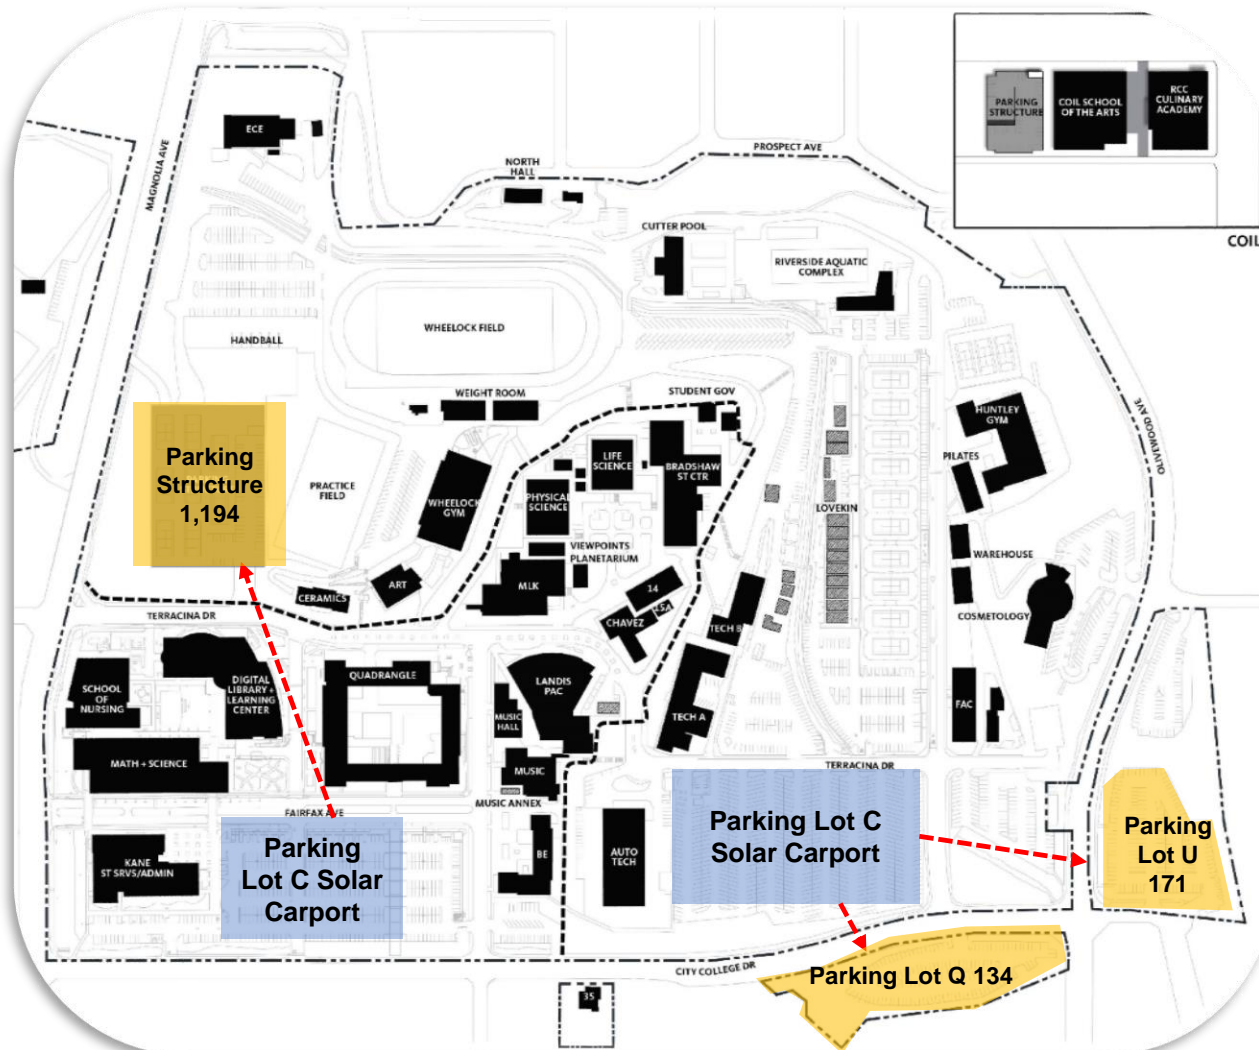 ECE
MAGNOLIA AVE
NORTH
HALL
PROSPECT AVE
PARKING
STRUCTURE
COIL SCHOOL
OF THE ARTS
RCC
CULINARY
ACADEMY
COIL
CUTTER POOL
RIVERSIDE AQUATIC
COMPLEX
WHEELOCK FIELD
HANDBALL
WEIGHT ROOM
STUDENT GOV
OLIVEWOOD AVE
HUNTLEY
GYM
PILATES
Parking
Structure
1,194
PRACTICE
FIELD
WHEELOCK
GYM
LIFE
SCIENCE
BRADSHAW
ST CTR
PHYSICAL
SCIENCE
LOVEKIN
VIEWPOINTS
PLANETARIUM
WAREHOUSE
CERAMICS
ART
MLK
14
15A
CHAVEZ
TECH B
COSMETOLOGY
TERRACINA DR
SCHOOL
OF
NURSING
DIGITAL
LIBRARY +
LEARNING
CENTER
QUADRANGLE
LANDIS
PAC
MUSIC
HALL
TECH A
FAC
MATH + SCIENCE
MUSIC
TERRACINA DR
MUSIC ANNEX
FAIRFAX AVE
KANE
ST SRVS/ADMIN
Parking
Lot C Solar
Carport
BE
AUTO
TECH
Parking Lot C
Solar Carport
Parking
Lot U
171
CITY COLLEGE DR
Parking Lot Q 134
35